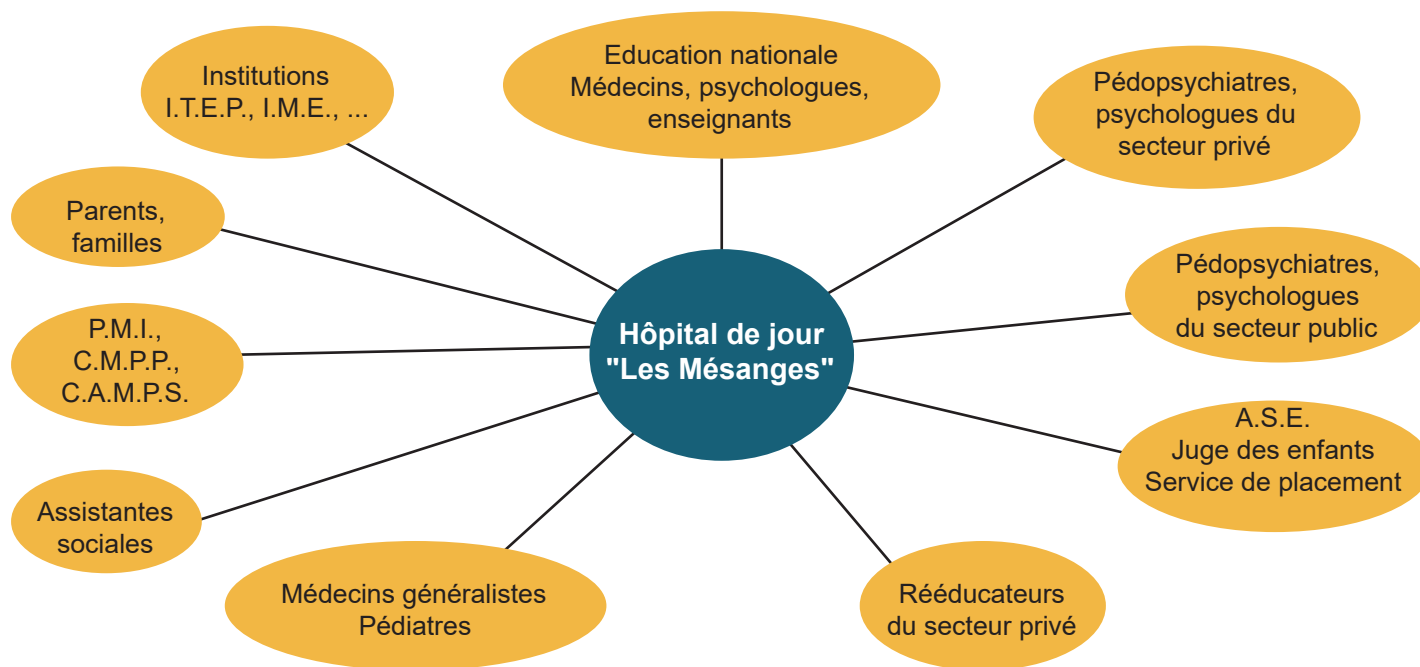 Institutions
I.T.E.P., I.M.E., ...
Education nationale
Médecins, psychologues,
enseignants
Pédopsychiatres,
psychologues du
secteur privé
Parents,
familles
Pédopsychiatres,
psychologues
du secteur public
Hôpital de jour
"Les Mésanges"
P.M.I.,
C.M.P.P.,
C.A.M.P.S.
A.S.E.
Juge des enfants
Service de placement
Assistantes
sociales
Médecins généralistes
Pédiatres
Rééducateurs
du secteur privé